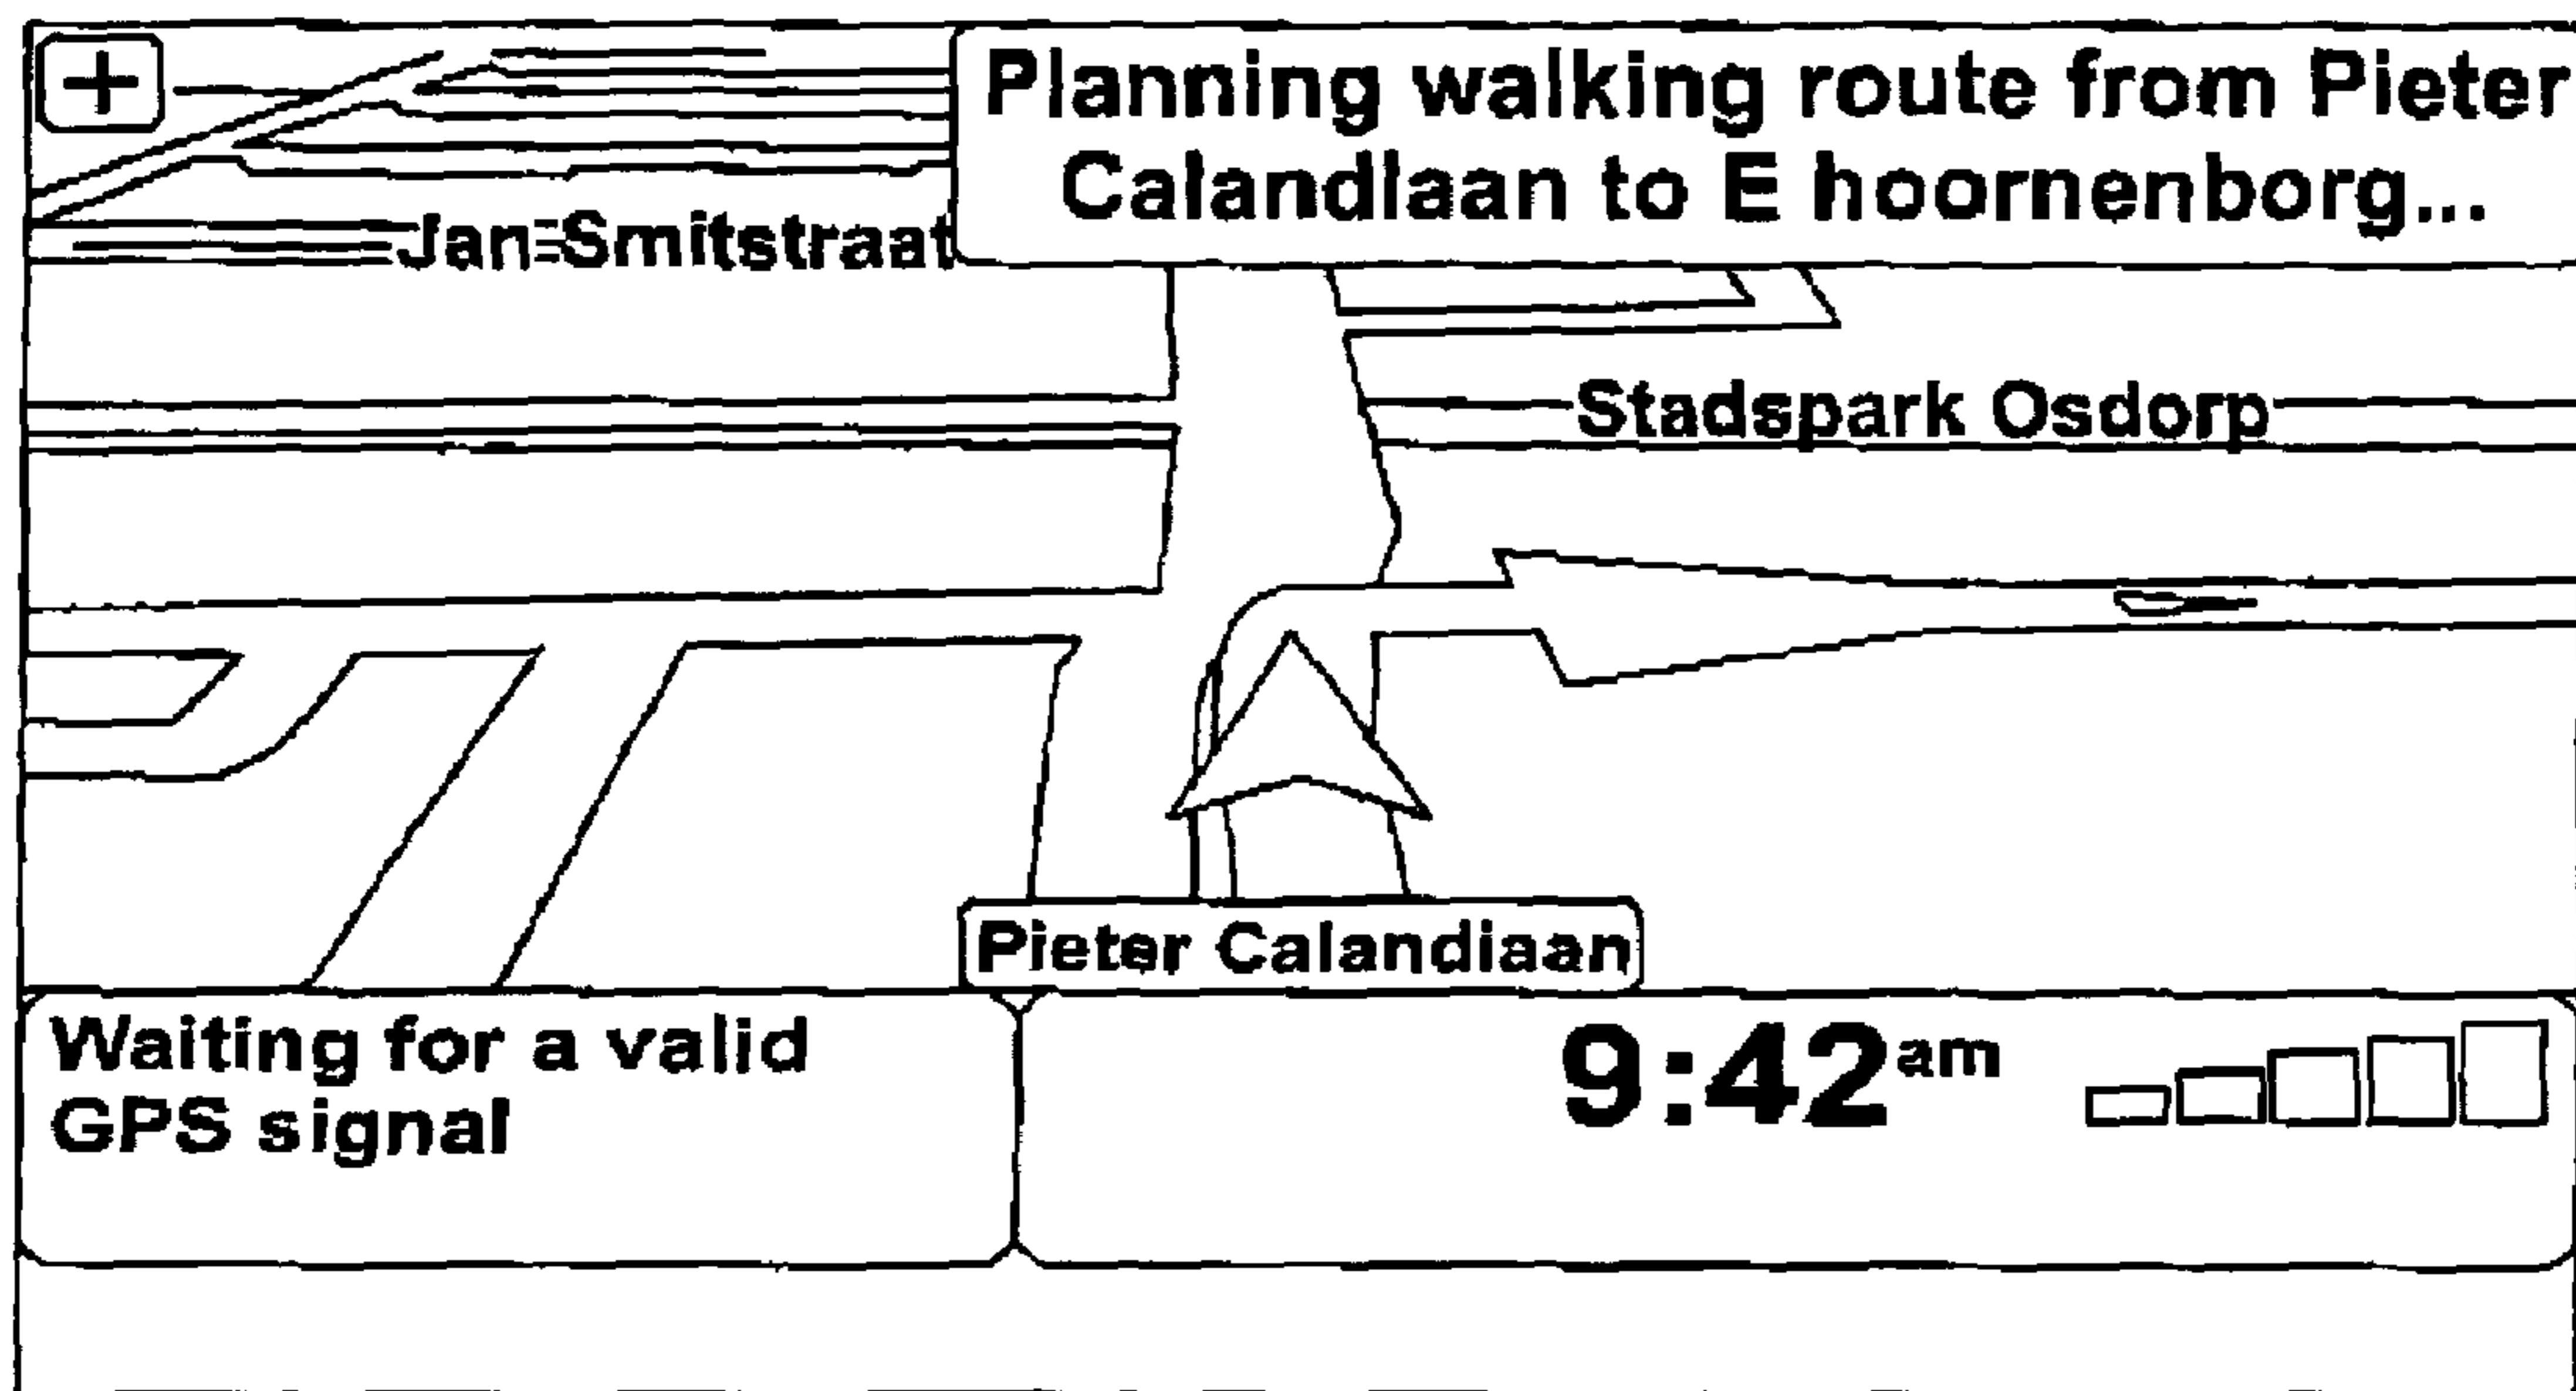 +
Planning walking route from Pieter
Calandlaan to E hoornenborg...
Jan Smitstraat
Stadspark Osdorp
Pieter Calandiaan
Waiting for a valid
GPS signal
9:42am